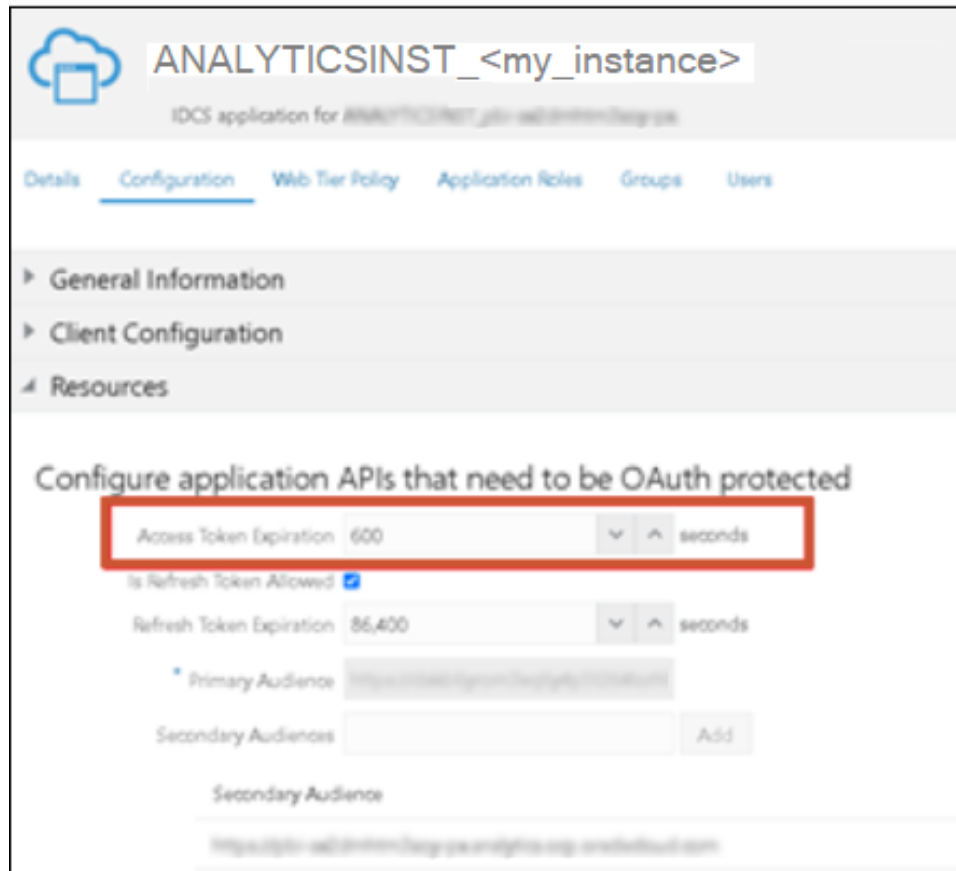 ANALYTICSINST_<my_instance>
IDCS application for
Details Configuration Web Tier Policy Application Roles Groups Users
General Information
Client Configuration
Resources
Configure application APIs that need to be OAuth protected
Access Token Expiration 600 seconds
Is Refresh Token Allowed
Refresh Token Expiration 86,400 seconds
* Primary Audience
Secondary Audiences Add
Secondary Audience